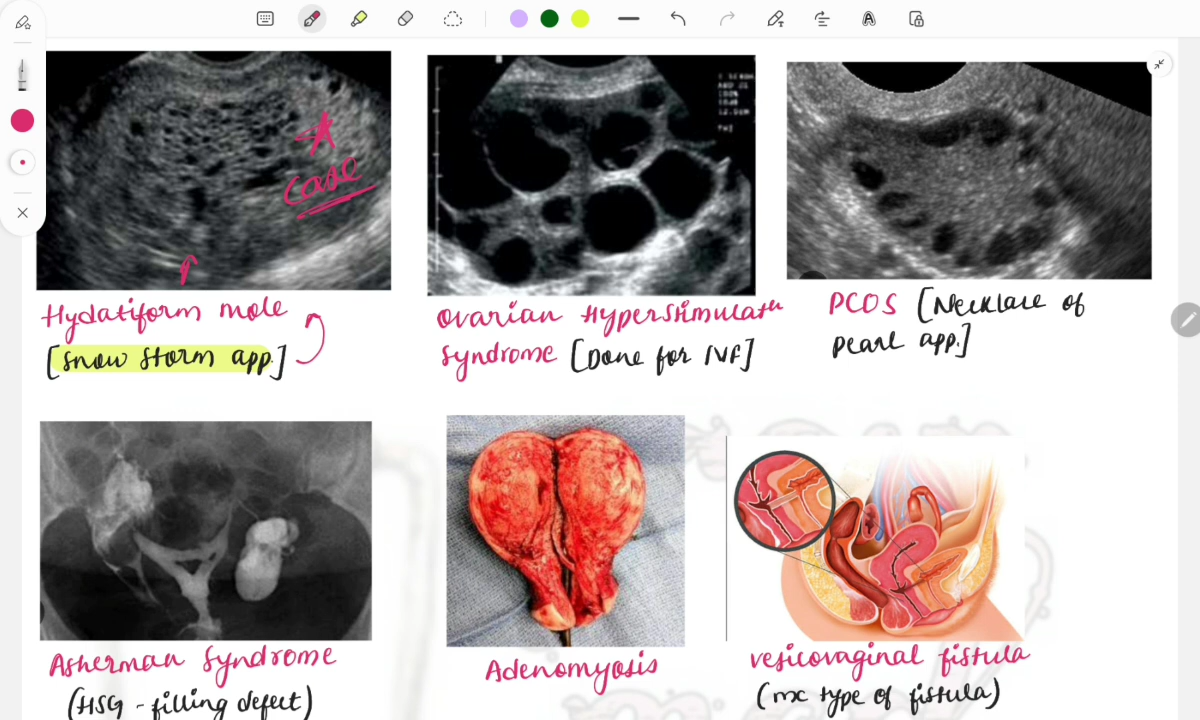 case
Hydatiform mole
[snow storm app.]
Ovarian Hyperstimulatn
syndrome [Done for IVF]
PCOS [Necklace of
pearl app.]
Asherman Syndrome
(HSG - filling defect)
Adenomyosis
vesicovaginal fistula
(mc type of fistula)